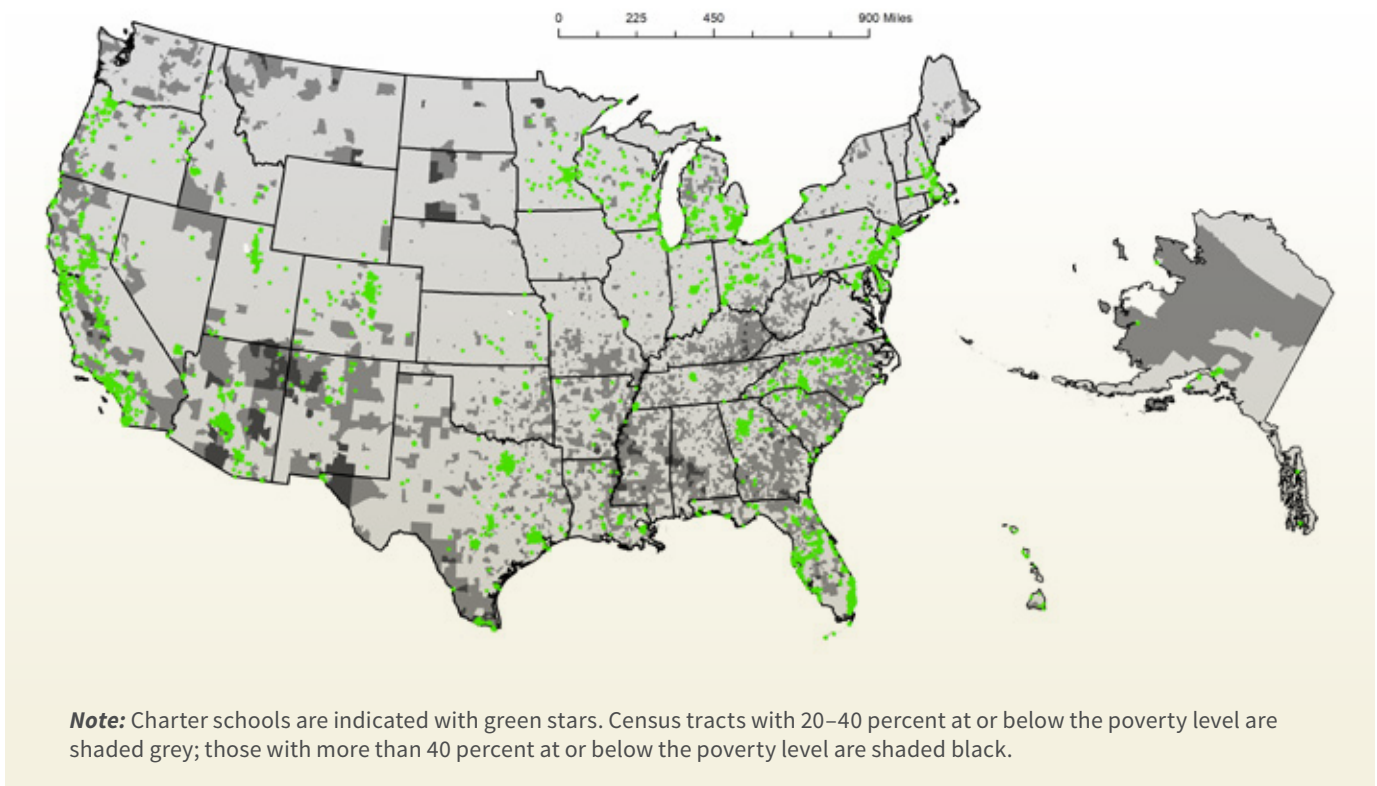 0 225 450 900 Miles
Note: Charter schools are indicated with green stars. Census tracts with 20–40 percent at or below the poverty level are
shaded grey; those with more than 40 percent at or below the poverty level are shaded black.